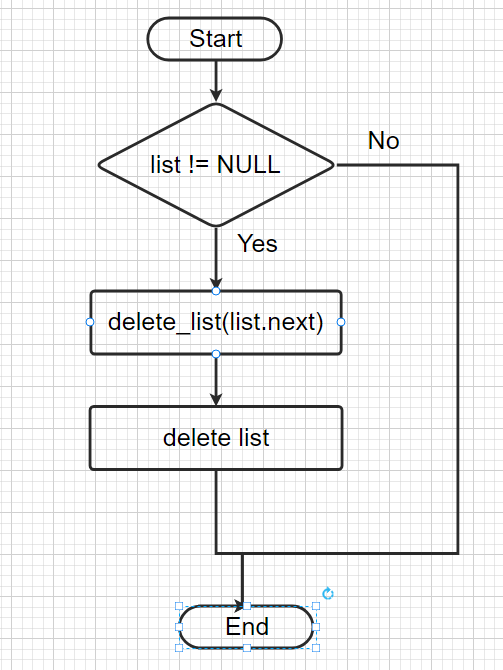 Start
list != NULL
No
Yes
delete_list(list.next)
delete list
End